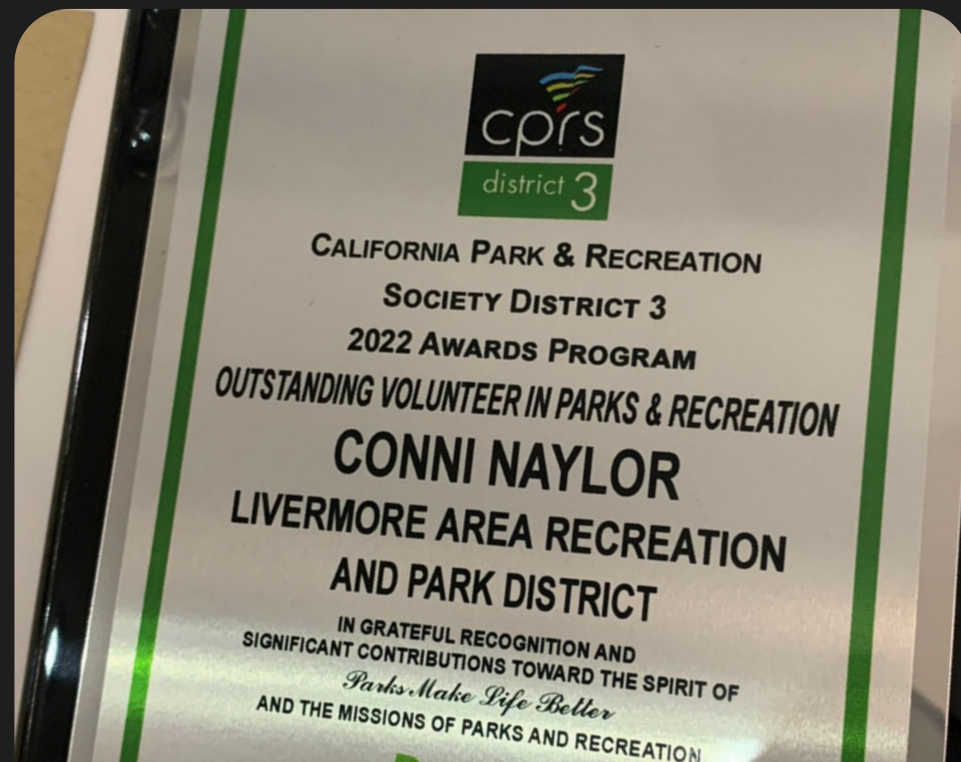 cprs
district 3
CALIFORNIA PARK & RECREATION
SOCIETY DISTRICT 3
2022 AWARDS PROGRAM
OUTSTANDING VOLUNTEER IN PARKS & RECREATION
CONNI NAYLOR
LIVERMORE AREA RECREATION
AND PARK DISTRICT
IN GRATEFUL RECOGNITION AND
SIGNIFICANT CONTRIBUTIONS TOWARD THE SPIRIT OF
Parks Make Life Better
AND THE MISSIONS OF PARKS AND RECREATION